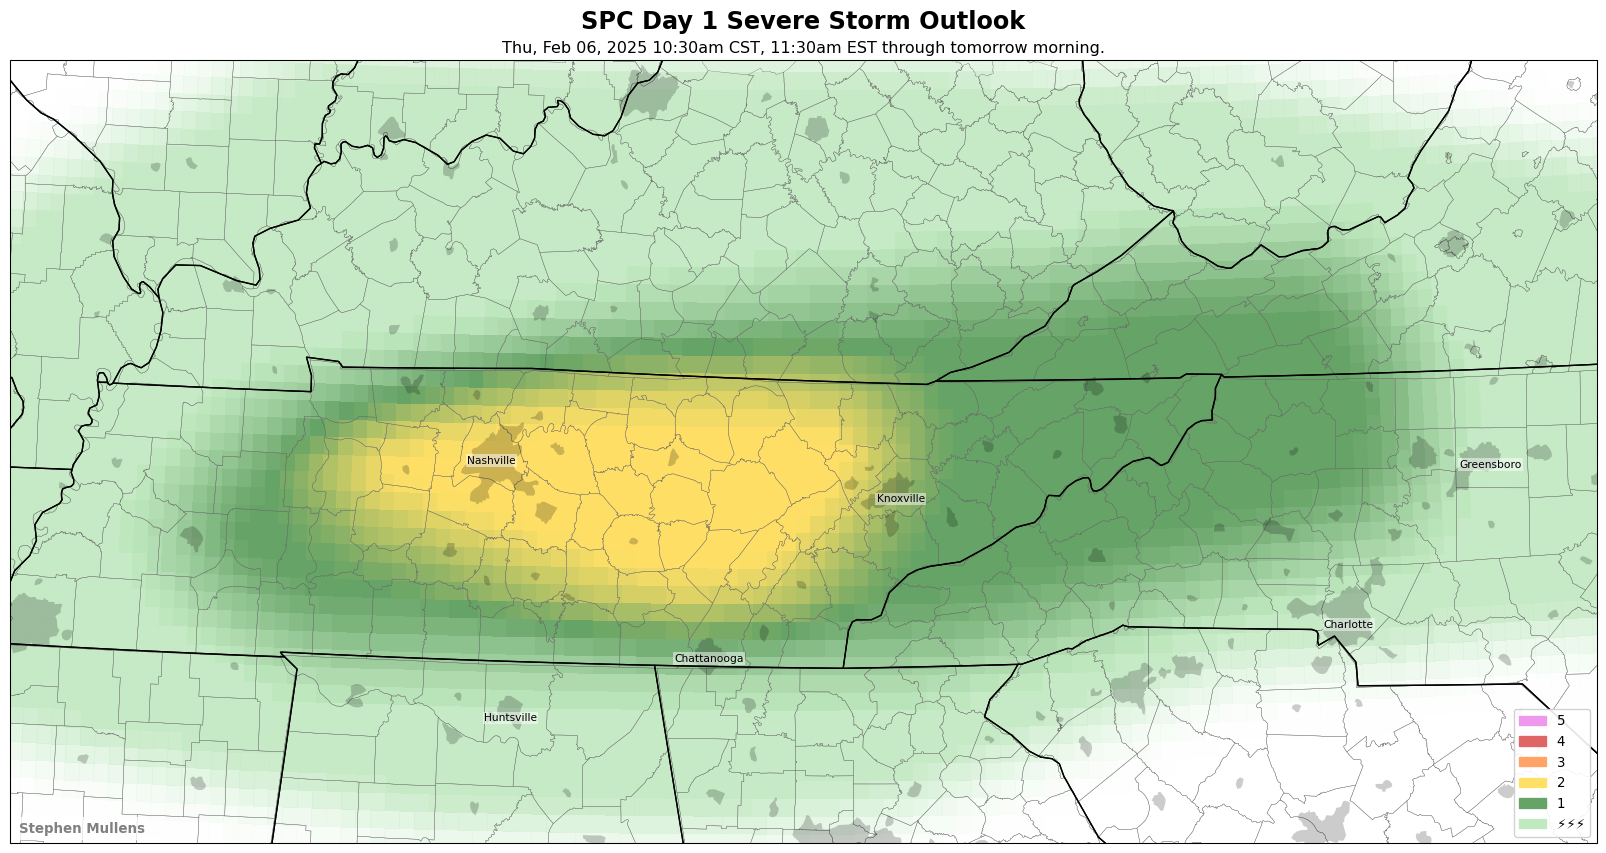 SPC Day 1 Severe Storm Outlook
Thu, Feb 06, 2025 10:30am CST, 11:30am EST through tomorrow morning.
Nashville
Greensboro
Knoxville
Charlotte
Chattanooga
Huntsville
5
4
3
2
1
⚡⚡⚡
Stephen Mullens